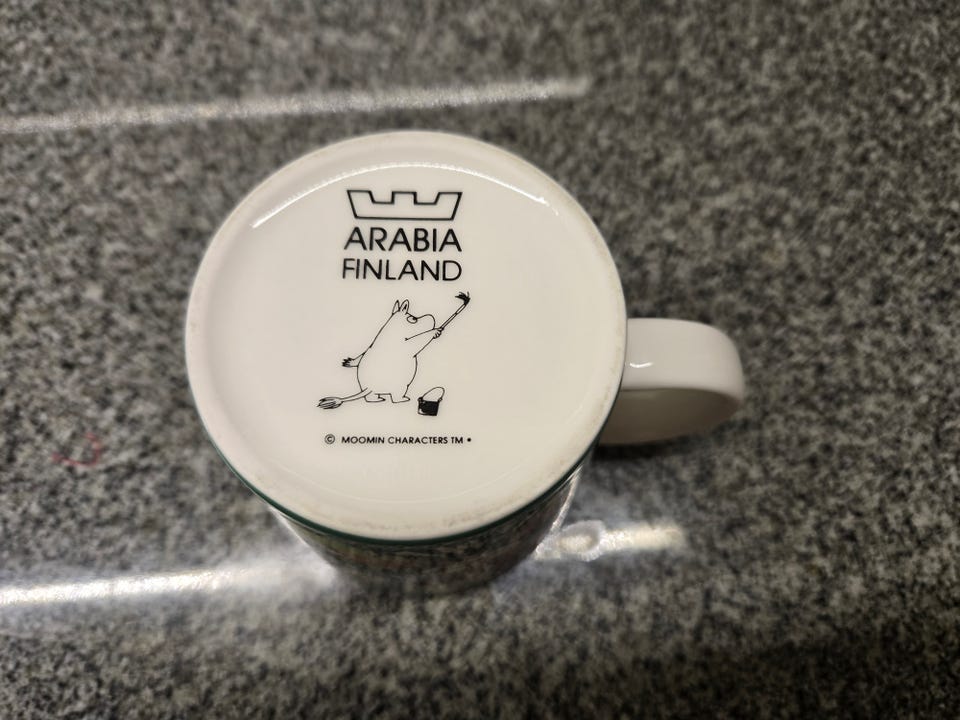 ARABIA
FINLAND
© MOOMIN CHARACTERS TM •